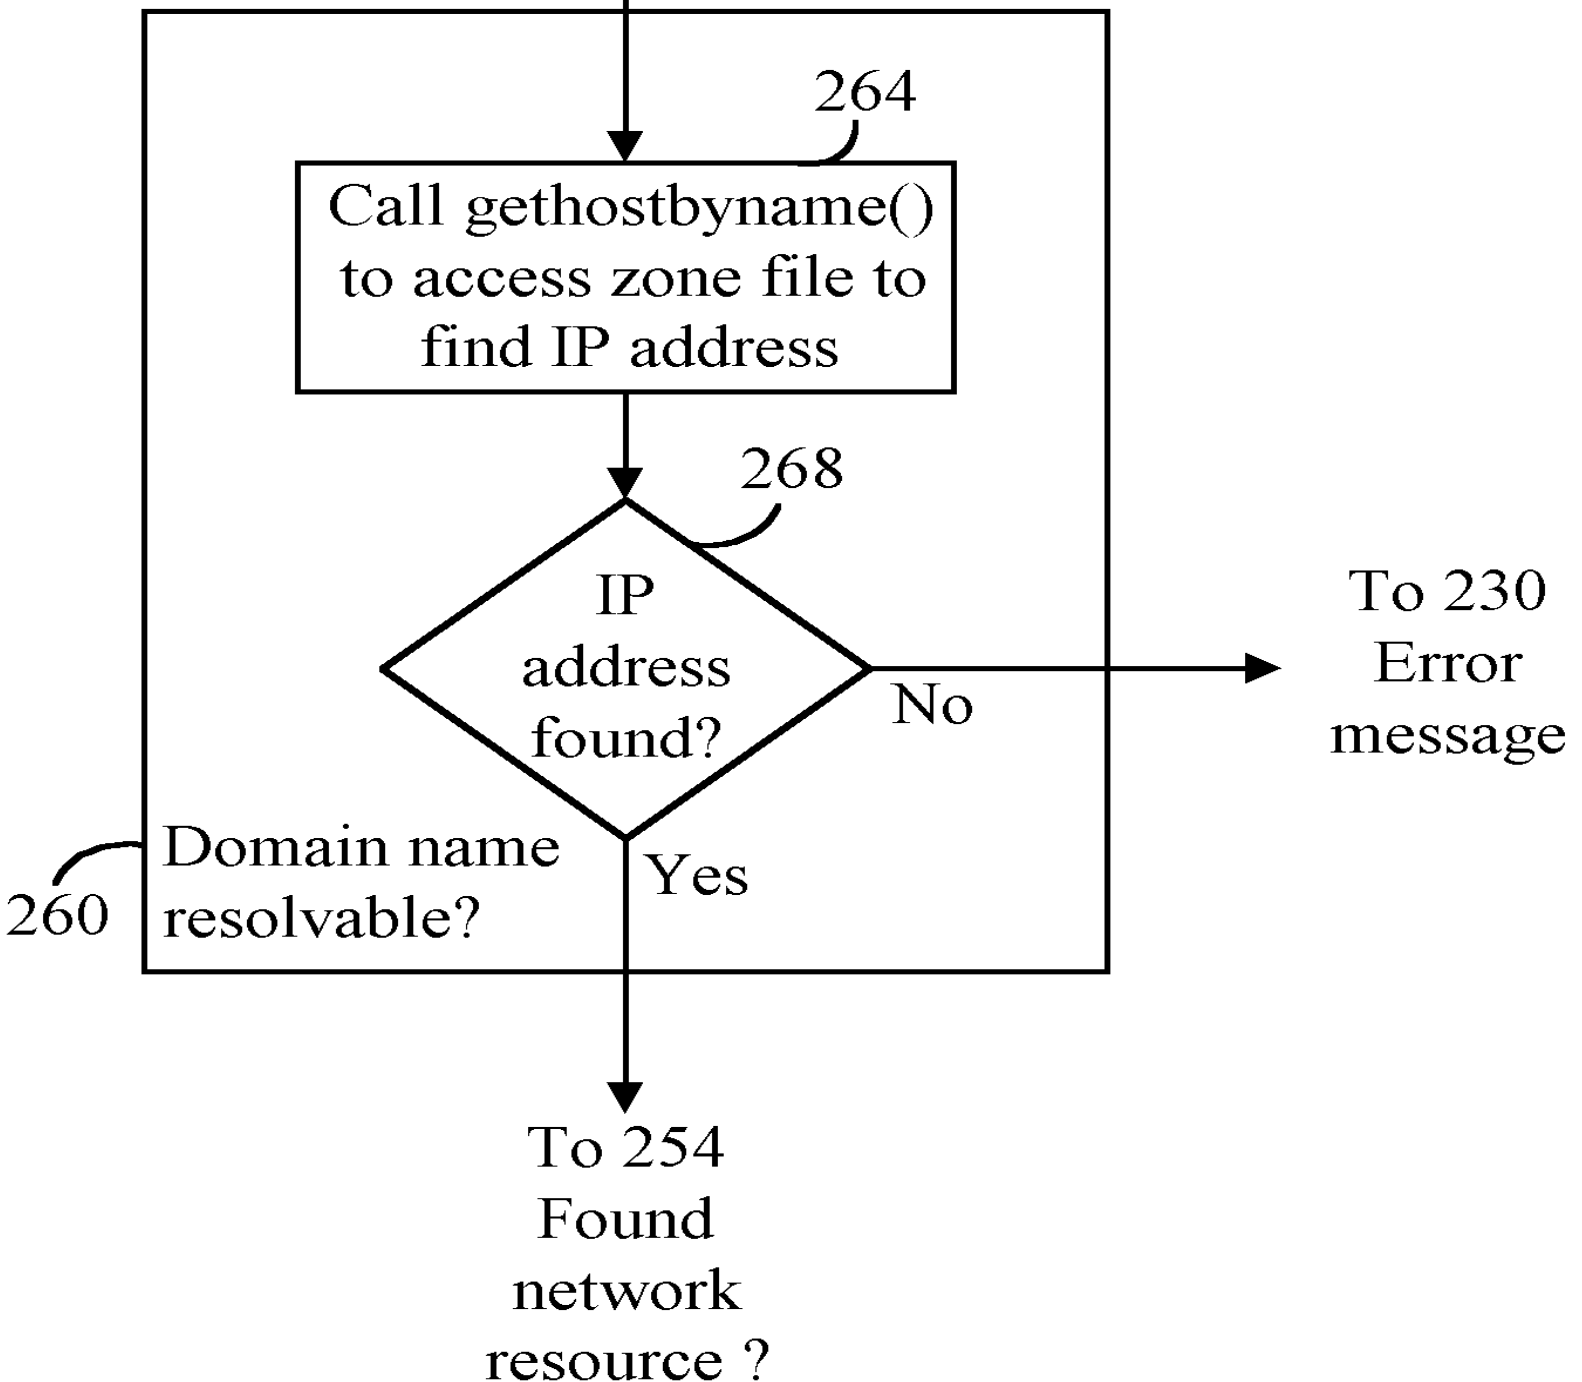 264
Call gethostbyname()
to access zone file to
find IP address
268
IP
address
found?
No
To 230
Error
message
Domain name
resolvable?
260
Yes
To 254
Found
network
resource ?